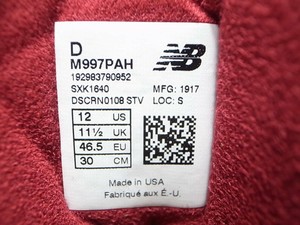 D
M997PAH
192983790952
SXK1640 MFG: 1917
DSCRN0108 STV LOC: S
12 US
11½ UK
46.5 EU
30 CM
NB
Made in USA
Fabriqué aux É.-U.